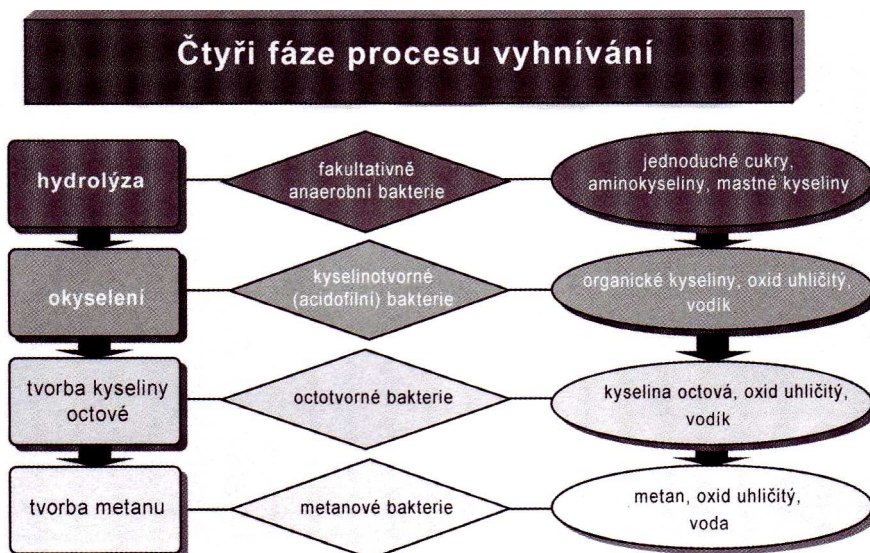 Čtyři fáze procesu vyhnívání
hydrolýza
fakultativně
anaerobní bakterie
jednoduché cukry,
aminokyseliny, mastné kyseliny
okyselení
kyselinotvorné
(acidofilní) bakterie
organické kyseliny, oxid uhličitý,
vodík
tvorba kyseliny
octové
octotvorné bakterie
kyselina octová, oxid uhličitý,
vodík
tvorba metanu
metanové bakterie
metan, oxid uhličitý,
voda